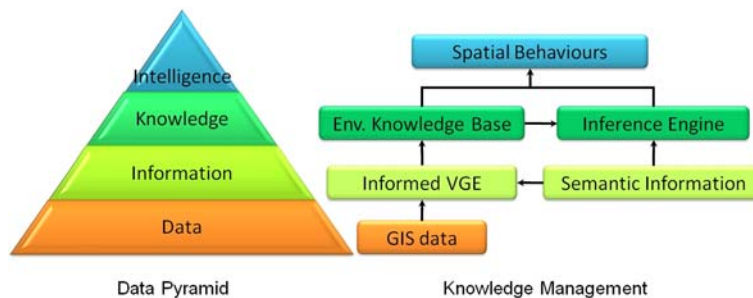 Intelligence
Knowledge
Information
Data
Data Pyramid
Spatial Behaviours
Env. Knowledge Base
Inference Engine
Informed VGE
Semantic Information
GIS data
Knowledge Management